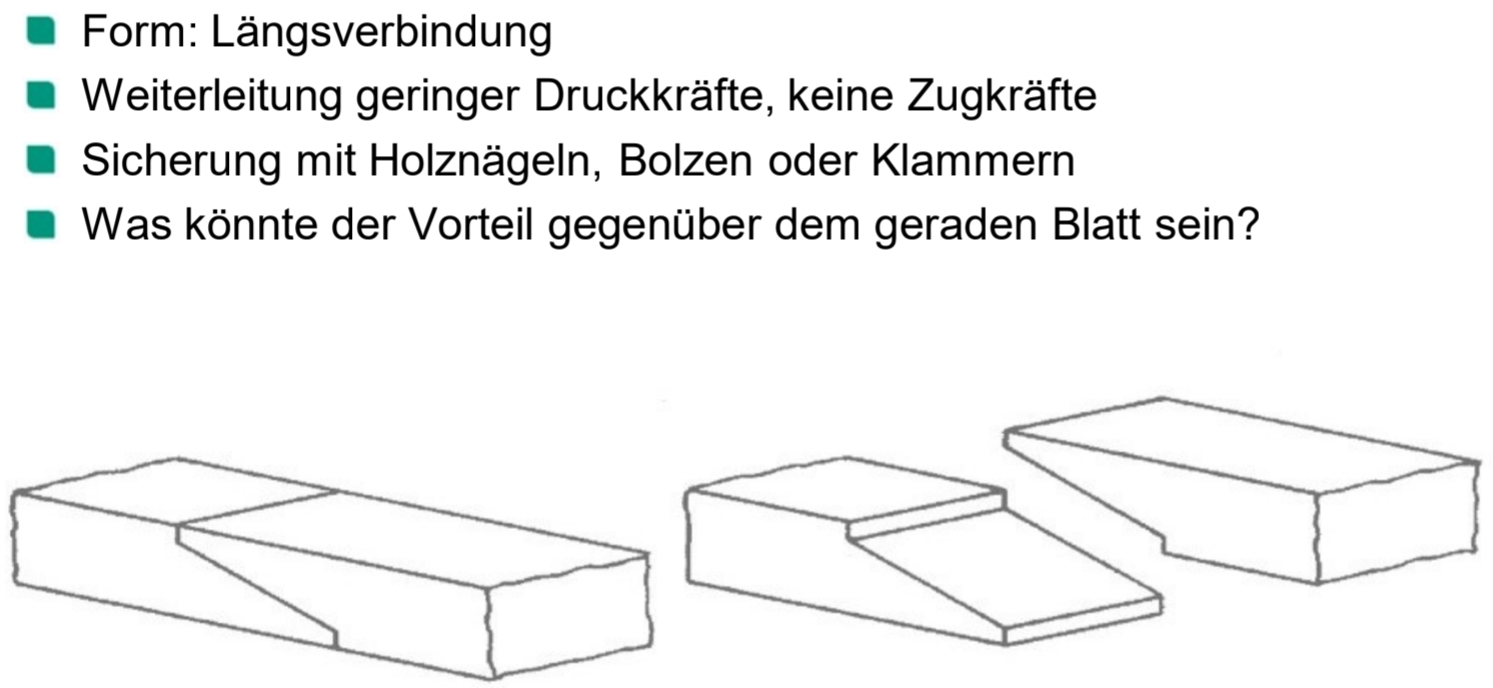 Form: Längsverbindung
Weiterleitung geringer Druckkräfte, keine Zugkräfte
Sicherung mit Holznägeln, Bolzen oder Klammern
Was könnte der Vorteil gegenüber dem geraden Blatt sein?